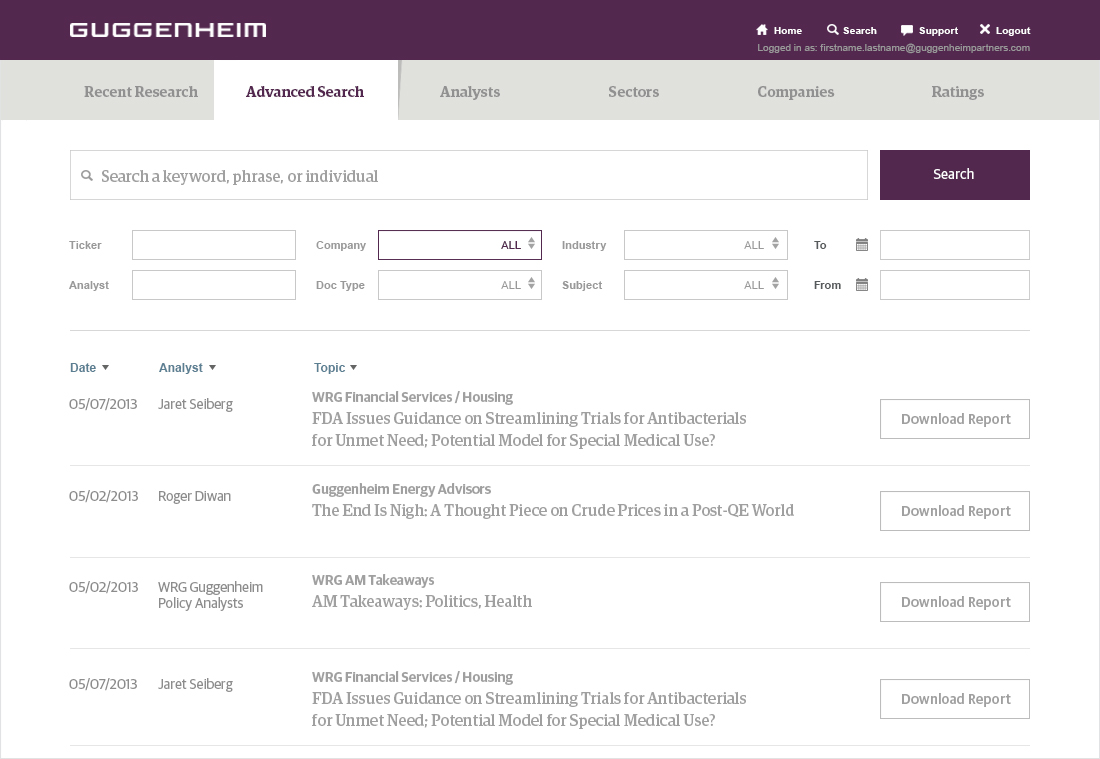 GUGGENHEIM
Home Search Support Logout
Logged in as: firstname.lastname@guggenheimpartners.com
Recent Research Advanced Search Analysts Sectors Companies Ratings
Search a keyword, phrase, or individual
Search
Ticker Company ALL Industry ALL To
Analyst Doc Type ALL Subject ALL From
Date Analyst Topic
WRG Financial Services / Housing
05/07/2013 Jaret Seiberg
FDA Issues Guidance on Streamlining Trials for Antibacterials
for Unmet Need; Potential Model for Special Medical Use?
Download Report
Guggenheim Energy Advisors
05/02/2013 Roger Diwan
The End Is Nigh: A Thought Piece on Crude Prices in a Post-QE World
Download Report
WRG AM Takeaways
05/02/2013 WRG Guggenheim
Policy Analysts
AM Takeaways: Politics, Health
Download Report
WRG Financial Services / Housing
05/07/2013 Jaret Seiberg
FDA Issues Guidance on Streamlining Trials for Antibacterials
for Unmet Need; Potential Model for Special Medical Use?
Download Report